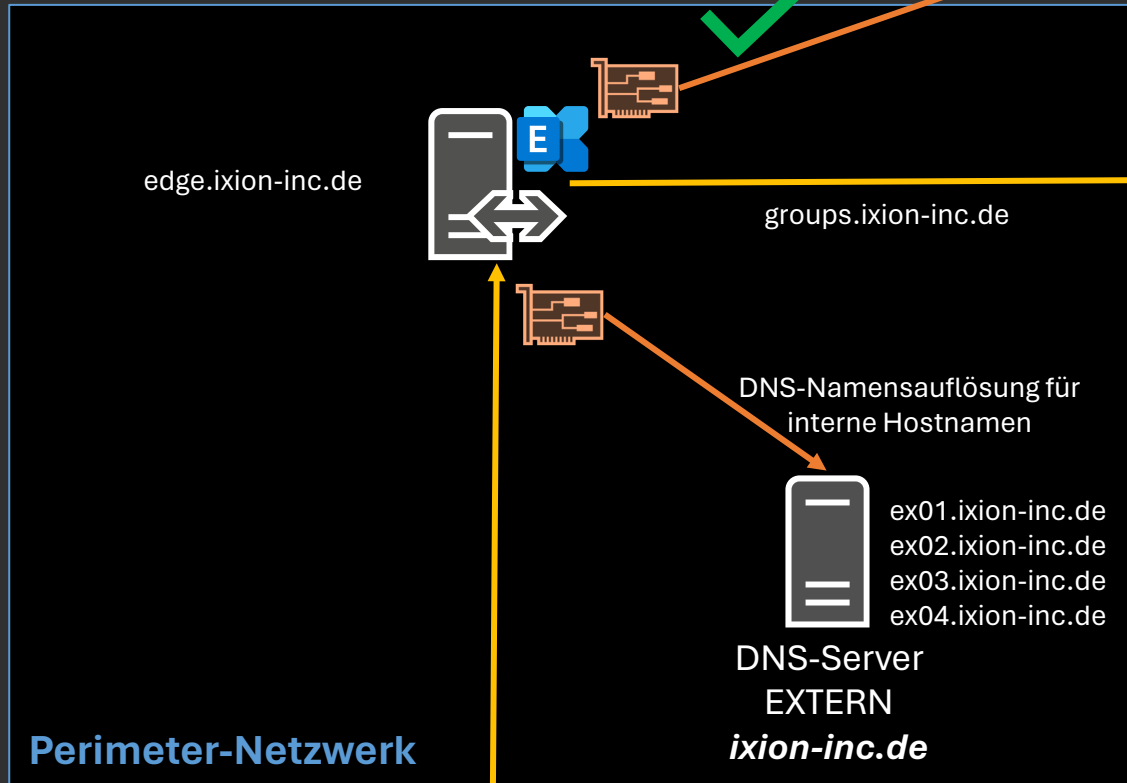 E
edge.ixion-inc.de
groups.ixion-inc.de
DNS-Namensauflösung für
interne Hostnamen
ex01.ixion-inc.de
ex02.ixion-inc.de
ex03.ixion-inc.de
ex04.ixion-inc.de
DNS-Server
EXTERN
ixion-inc.de
Perimeter-Netzwerk